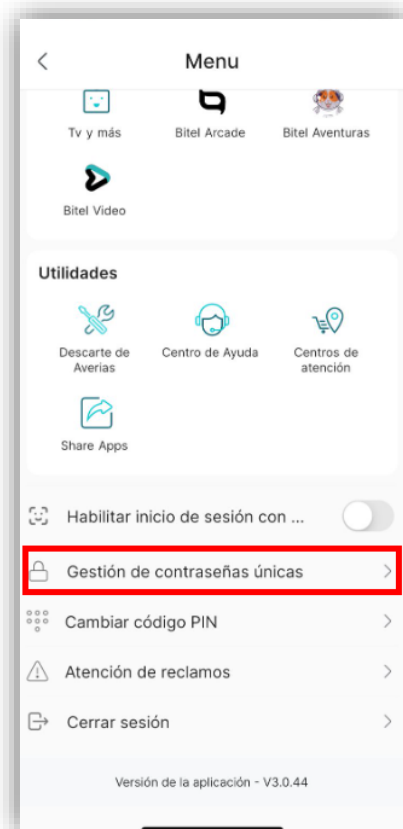 Menu
Tv y más
Bitel Arcade
Bitel Aventuras
Bitel Video
Utilidades
Descarte de
Averias
Centro de Ayuda
Centros de
atención
Share Apps
Habilitar inicio de sesión con ...
Gestión de contraseñas únicas
Cambiar código PIN
Atención de reclamos
Cerrar sesión
Versión de la aplicación - V3.0.44